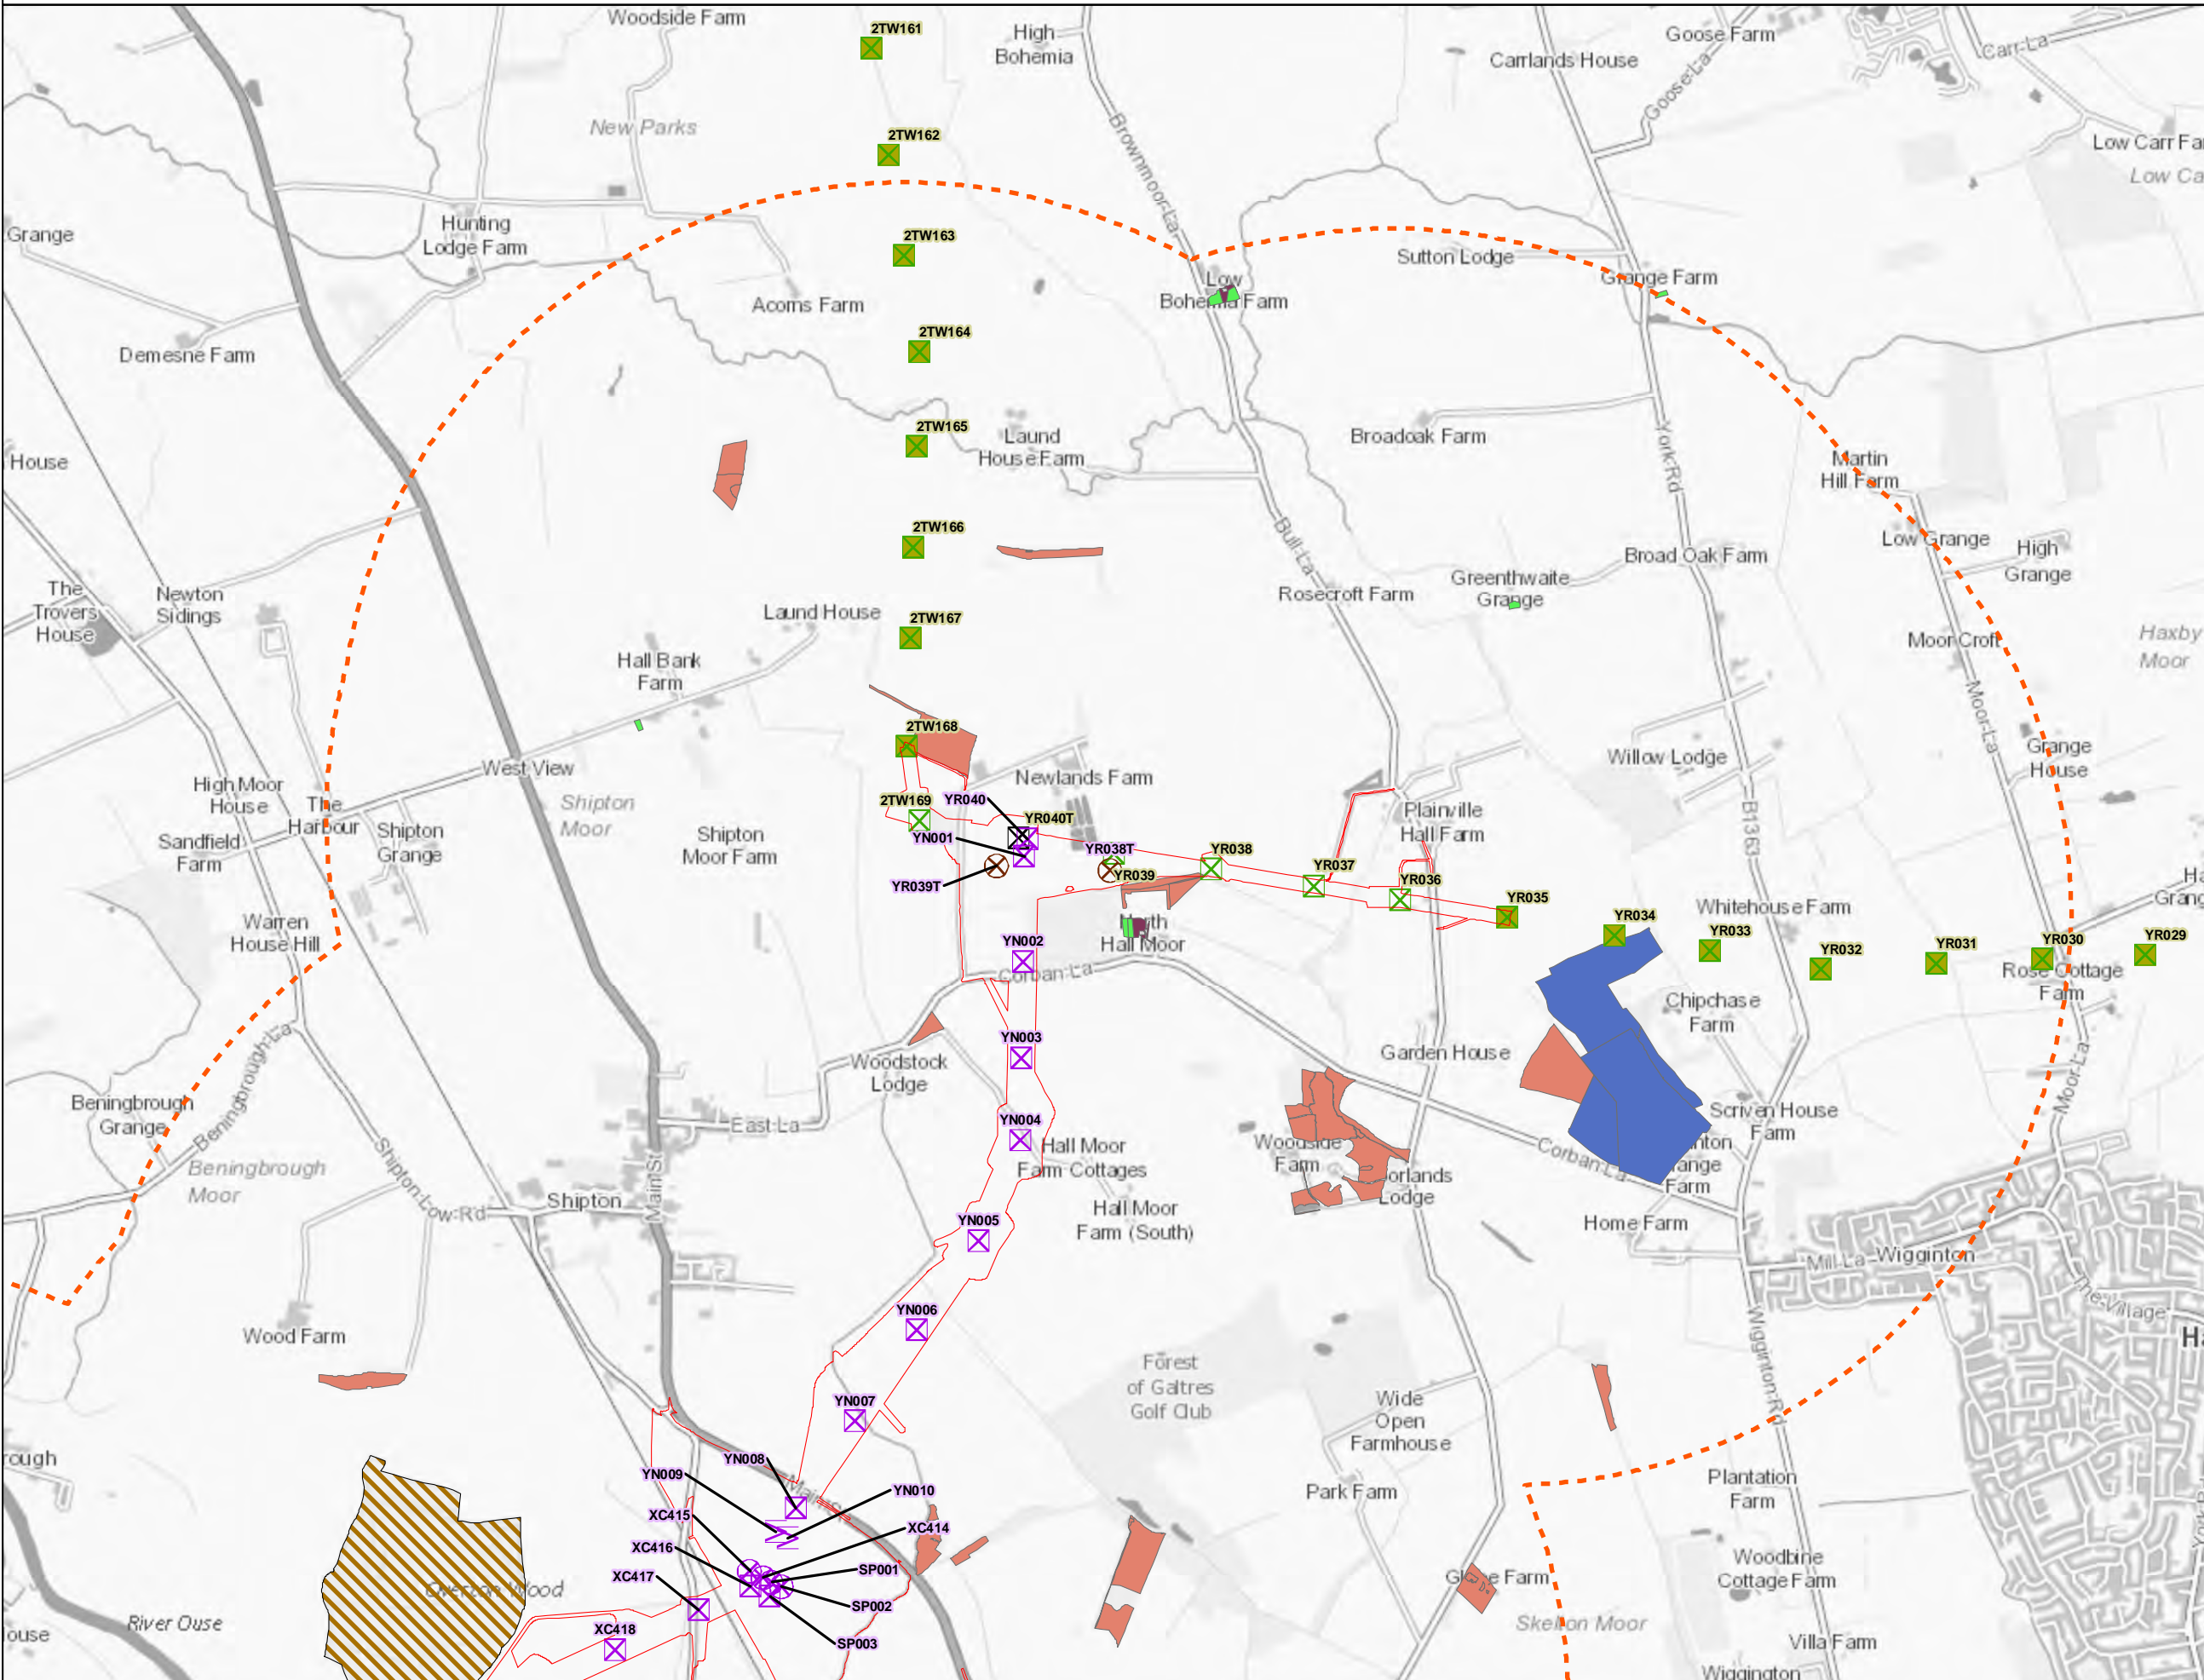 Woodside Farm
2TW161
High
Bohemia
Goose Farm
Carrlands House
Goose La
Carr La
New Parks
2TW162
Brownmoor La
Low Carr
Grange
Hunting
Lodge Farm
2TW163
Sutton Lodge
Grange Farm
Acorns Farm
Low
Bohemia Farm
Demesne Farm
2TW164
House
2TW165
Laund
House Farm
Broadoak Farm
York Rd
Martin
Hill Farm
2TW166
Bull La
Low Grange
High
Grange
Broad Oak Farm
The
Trovers
House
Newton
Sidings
Greenthwaite
Grange
Rosecroft Farm
Laund House
2TW167
Moor Croft
Haxby
Moor
Hall Bank
Farm
Moor La
2TW168
West View
Newlands Farm
Willow Lodge
Grange
House
High Moor
House
The
Harbour
Shipton
Moor
2TW169
YR040
YR040T
Plainville
Hall Farm
B1363
Sandfield
Farm
Shipton
Grange
Shipton
Moor Farm
YN001
YR038T
YR038
YR037
YR036
YR039T
YR039
YR035
YR034
Whitehouse Farm
YR033
YR032
YR031
YR030
YR029
Warren
House Hill
North
Hall Moor
YN002
Corban La
Rose Cottage
Farm
Chipchase
Farm
YN003
Woodstock
Lodge
Garden House
Beningbrough La
Moor La
Beningbrough
Grange
East La
YN004
Hall Moor
Farm Cottages
Woodside
Farm
Corban La
Scriven House
Farm
Farm
Beningbrough
Moor
Shipton Low Rd
Shipton
Main St
Lodge
Hall Moor
Farm (South)
YN005
Home Farm
Mill La
Wigginton
The Village
YN006
Wood Farm
Wigginton Rd
Forest
of Galtres
Golf Club
YN007
Wide
Open
Farmhouse
YN008
YN009
YN010
Main St
Park Farm
Plantation
Farm
XC415
XC414
XC416
SP001
XC417
SP002
Overton Wood
Woodbine
Cottage Farm
Glebe Farm
River Ouse
XC418
SP003
Skelton Moor
Villa Farm
Wigginton